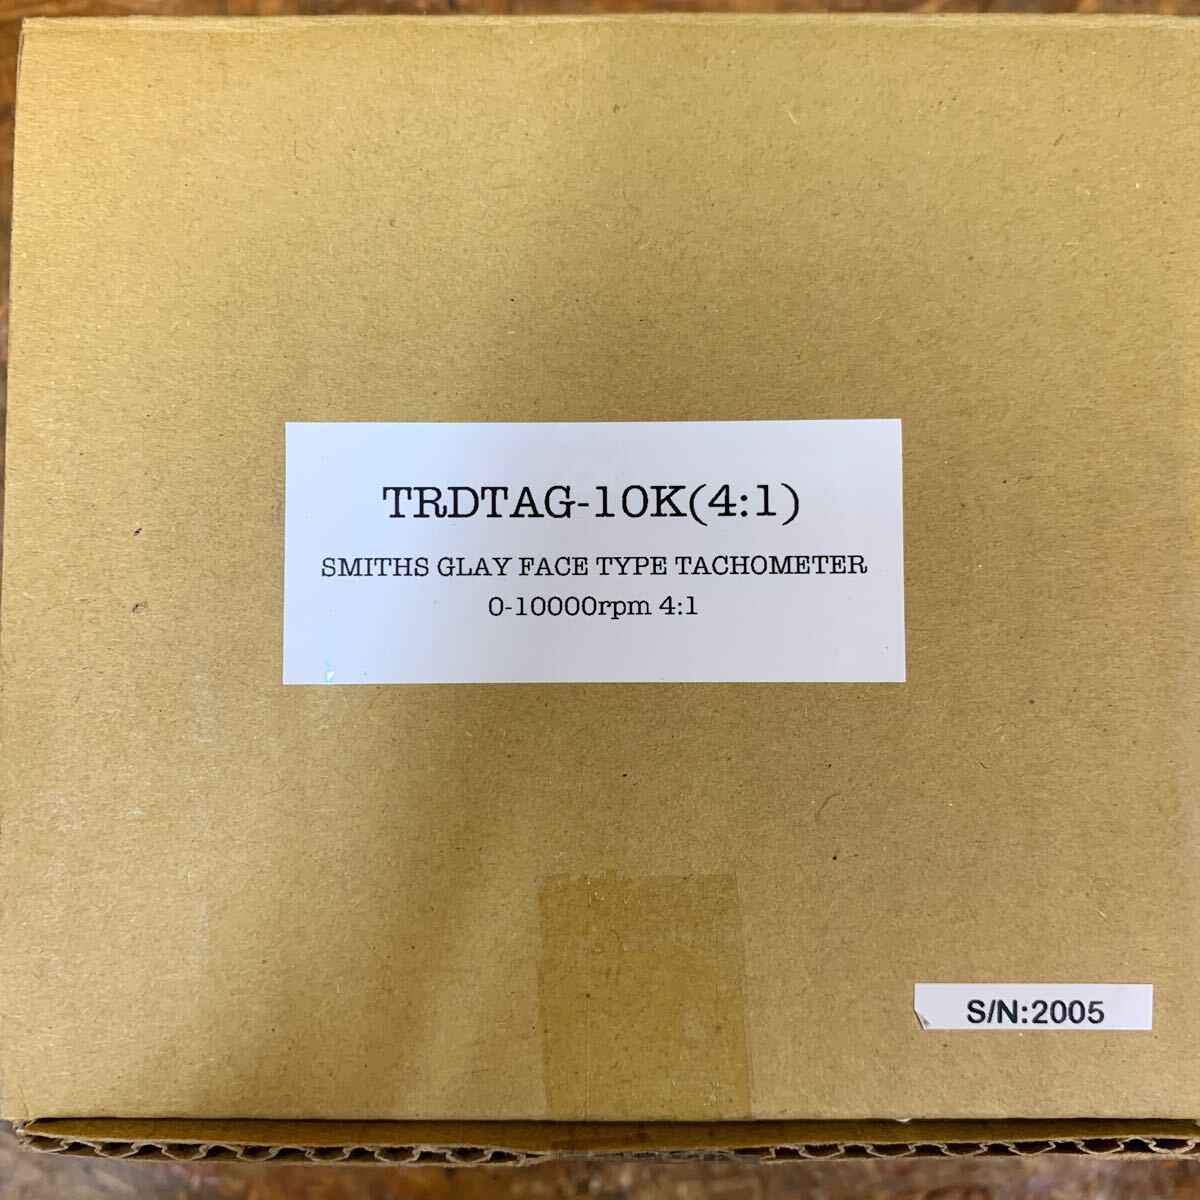 TRDTAG-10K(4:1)
SMITHS GLAY FACE TYPE TACHOMETER
0-10000rpm 4:1
S/N:2005